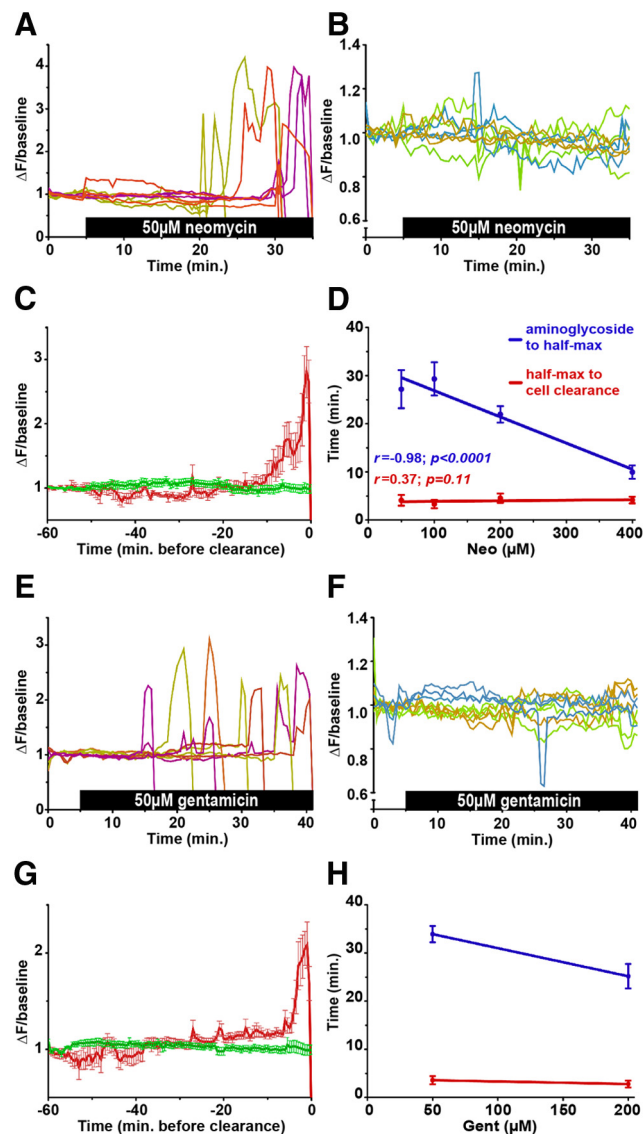 A
ΔF/baseline
4
3
2
1
0
50μM neomycin
0
10
20
30
Time (min.)
B
ΔF/baseline
1.4
1.2
1.0
0.8
0.6
50μM neomycin
0
10
20
30
Time (min.)
C
ΔF/baseline
3
2
1
-60
-40
-20
0
Time (min. before clearance)
D
Time (min.)
40
30
20
10
0
aminoglycoside
to half-max
half-max to
cell clearance
r=-0.98; p<0.0001
r=0.37; p=0.11
0
100
200
300
400
Neo (μM)
E
ΔF/baseline
3
2
1
0
50μM gentamicin
0
10
20
30
40
Time (min.)
F
ΔF/baseline
1.4
1.2
1.0
0.8
0.6
50μM gentamicin
0
10
20
30
40
Time (min.)
G
ΔF/baseline
2
1
-60
-40
-20
0
Time (min before clearance)
H
Time (min.)
40
30
20
10
0
0
50
100
150
200
Gent (μM)